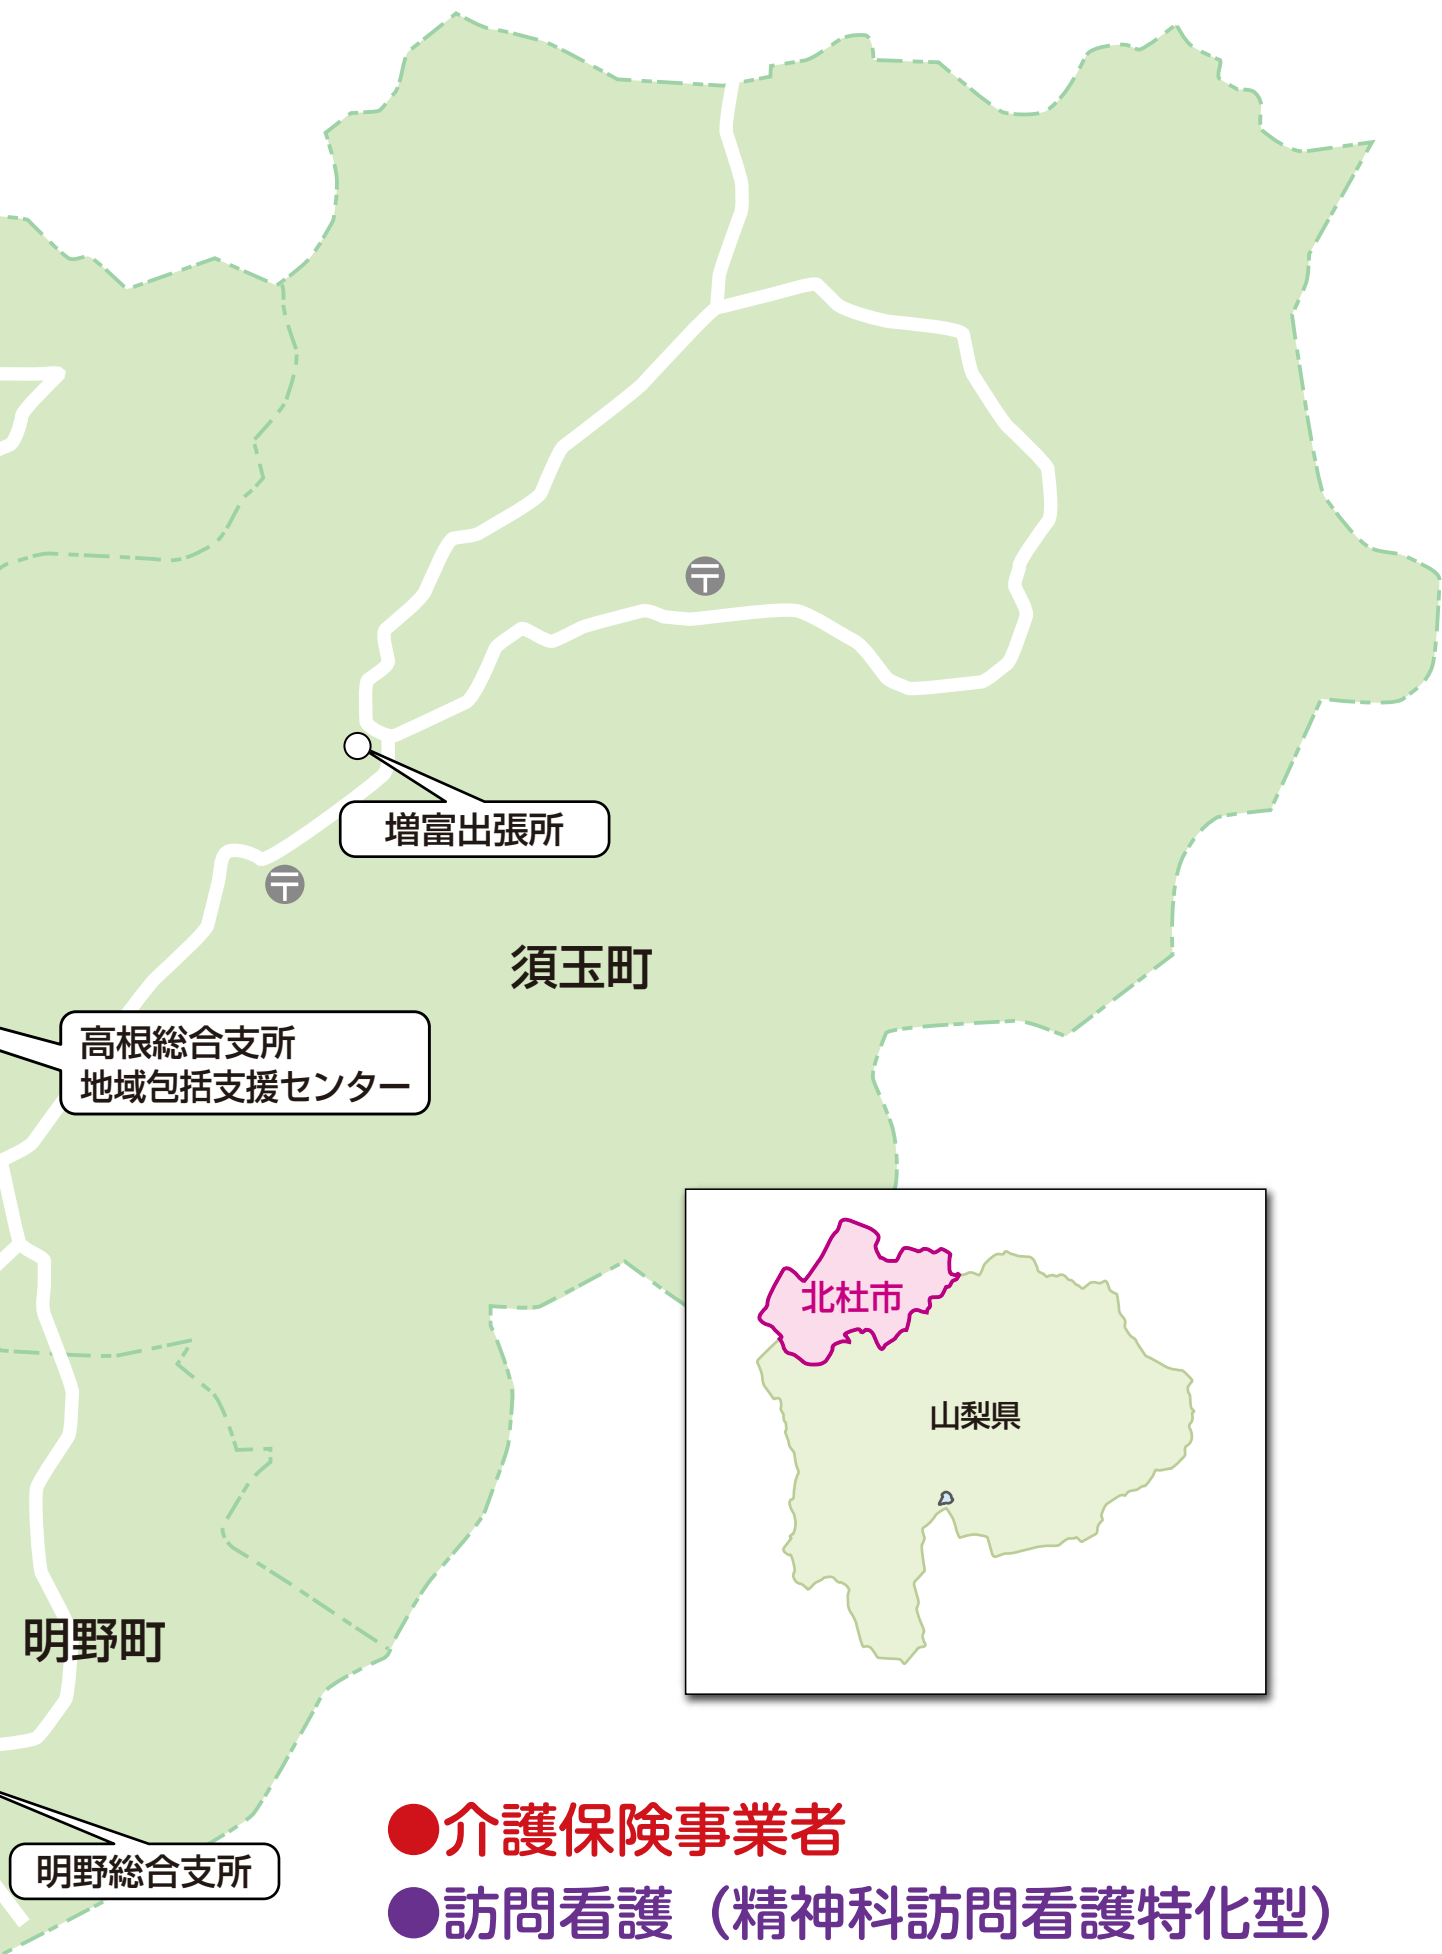 増富出張所
須玉町
高根総合支所
地域包括支援センター
北杜市
山梨県
明野町
明野総合支所
●介護保険事業者
●訪問看護（精神科訪問看護特化型）